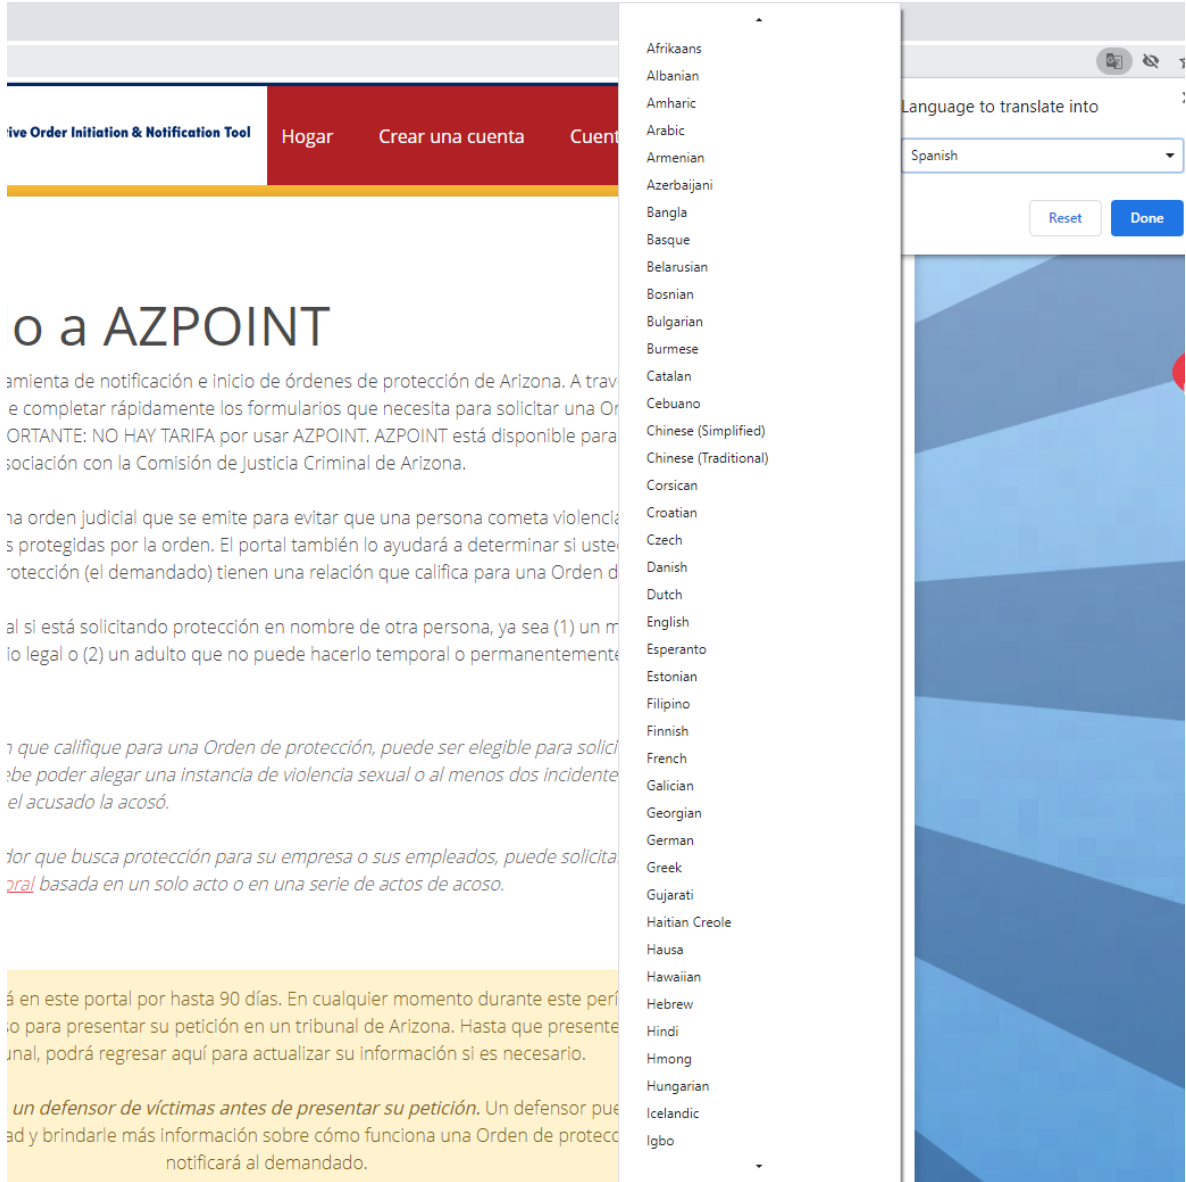 ive Order Initiation & Notification Tool
Hogar
Crear una cuenta
Cuent
o a AZPOINT
amienta de notificación e inicio de órdenes de protección de Arizona. A trav
e completar rápidamente los formularios que necesita para solicitar una Or
ORTANTE: NO HAY TARIFA por usar AZPOINT. AZPOINT está disponible para
sociación con la Comisión de Justicia Criminal de Arizona.
na orden judicial que se emite para evitar que una persona cometa violencia
s protegidas por la orden. El portal también lo ayudará a determinar si usted
rotección (el demandado) tienen una relación que califica para una Orden d
al si está solicitando protección en nombre de otra persona, ya sea (1) un m
io legal o (2) un adulto que no puede hacerlo temporal o permanentemente
n que califique para una Orden de protección, puede ser elegible para solici
ebe poder alegar una instancia de violencia sexual o al menos dos incidente
el acusado la acosó.
dor que busca protección para su empresa o sus empleados, puede solicita
oral basada en un solo acto o en una serie de actos de acoso.
á en este portal por hasta 90 días. En cualquier momento durante este perí
so para presentar su petición en un tribunal de Arizona. Hasta que presente
unal, podrá regresar aquí para actualizar su información si es necesario.
un defensor de víctimas antes de presentar su petición. Un defensor pue
ad y brindarle más información sobre cómo funciona una Orden de protecc
notificará al demandado.
Afrikaans
Albanian
Amharic
Arabic
Armenian
Azerbaijani
Bangla
Basque
Belarusian
Bosnian
Bulgarian
Burmese
Catalan
Cebuano
Chinese (Simplified)
Chinese (Traditional)
Corsican
Croatian
Czech
Danish
Dutch
English
Esperanto
Estonian
Filipino
Finnish
French
Galician
Georgian
German
Greek
Gujarati
Haitian Creole
Hausa
Hawaiian
Hebrew
Hindi
Hmong
Hungarian
Icelandic
Igbo
Language to translate into
Spanish
Reset
Done